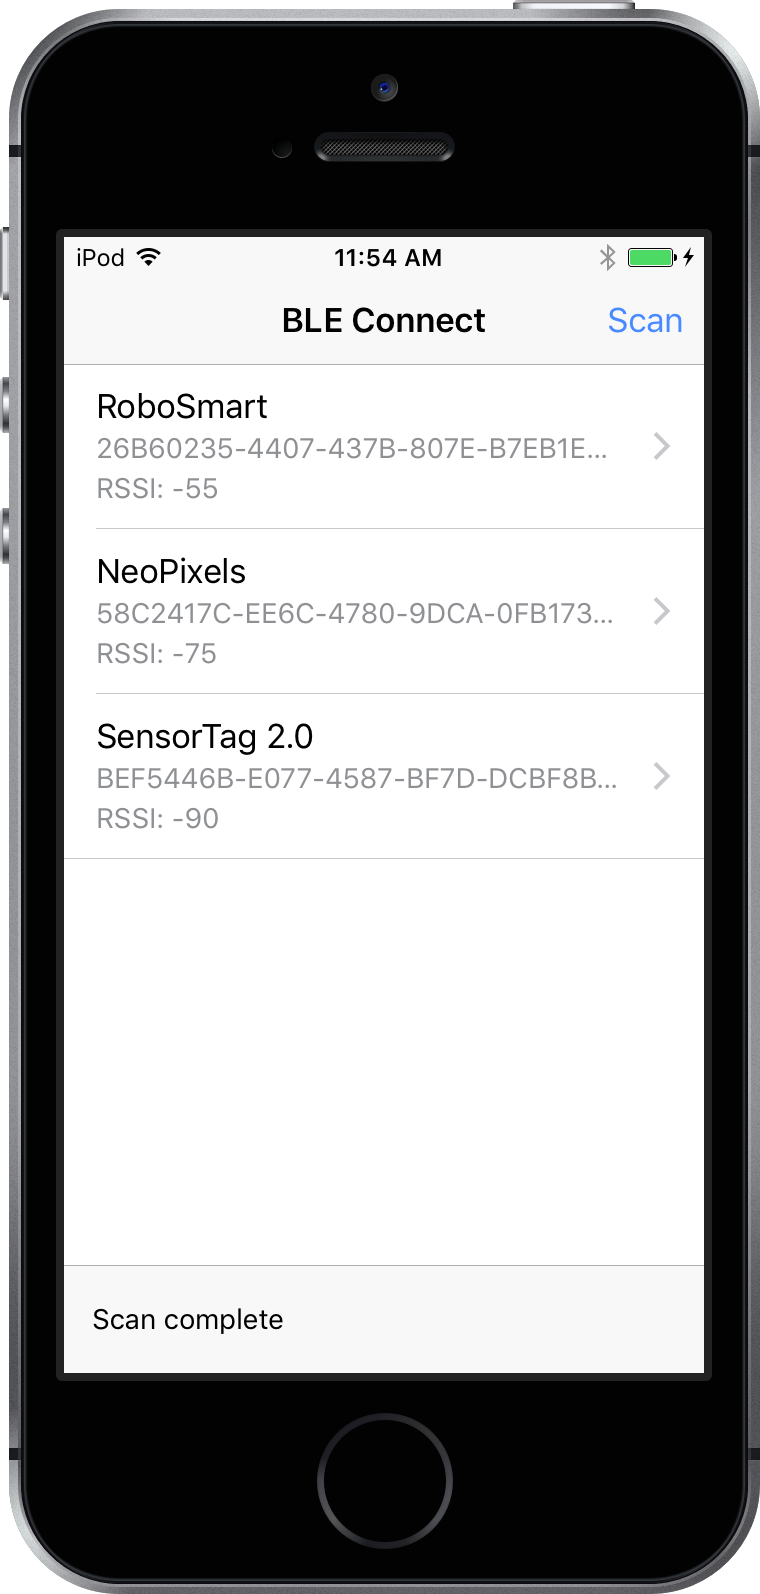 iPod 11:54 AM
BLE Connect Scan
RoboSmart
26B60235-4407-437B-807E-B7EB1E...
RSSI: -55
NeoPixels
58C2417C-EE6C-4780-9DCA-0FB173...
RSSI: -75
SensorTag 2.0
BEF5446B-E077-4587-BF7D-DCBF8B...
RSSI: -90
Scan complete